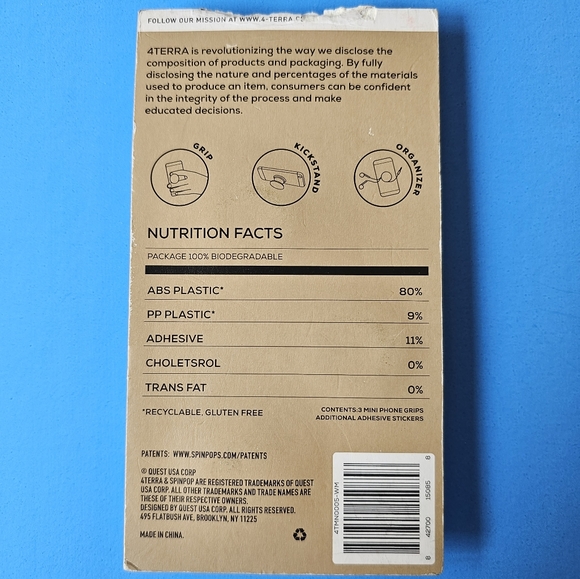 FOLLOW OUR MISSION AT WWW.4-TERRA.C
4TERRA is revolutionizing the way we disclose the
composition of products and packaging. By fully
disclosing the nature and percentages of the materials
used to produce an item, consumers can be confident
in the integrity of the process and make
educated decisions.
GRIP
KICKSTAND
ORGANIZER
NUTRITION FACTS
PACKAGE 100% BIODEGRADABLE
ABS PLASTIC* 80%
PP PLASTIC* 9%
ADHESIVE 11%
CHOLETSROL 0%
TRANS FAT 0%
*RECYCLABLE, GLUTEN FREE
CONTENTS:3 MINI PHONE GRIPS
ADDITIONAL ADHESIVE STICKERS
PATENTS: WWW.SPINPOPS.COM/PATENTS
© QUEST USA CORP
4TERRA & SPINPOP ARE REGISTERED TRADEMARKS OF QUEST
USA CORP. ALL OTHER TRADEMARKS AND TRADE NAMES ARE
THESE OF THEIR RESPECTIVE OWNERS.
DESIGNED BY QUEST USA CORP. ALL RIGHTS RESERVED.
495 FLATBUSH AVE, BROOKLYN, NY 11225
MADE IN CHINA.
4TMN0005-WM
8 42700 15085 8